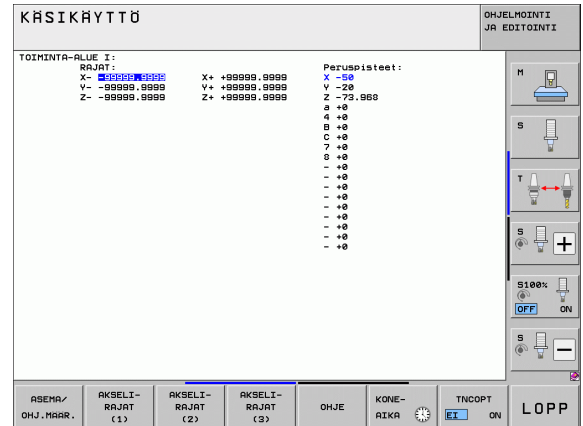 KÄSIKÄYTTÖ
OHJELMOINTI
JA EDITOINTI
TOIMINTA-ALUE I:
RAJAT:
Peruspisteet:
X- -99999.9999 X+ +99999.9999
Y- -99999.9999 Y+ +99999.9999
Z- -99999.9999 Z+ +99999.9999
X -50
Y -20
Z -73.968
a +0
4 +0
B +0
C +0
7 +0
8 +0
- +0
- +0
- +0
- +0
- +0
- +0
- +0
- +0
- +0
M
S
T
S
+
S100%
OFF ON
S
-
ASEMA/
OHJ.MÄÄR.
AKSELI-
RAJAT
(1)
AKSELI-
RAJAT
(2)
AKSELI-
RAJAT
(3)
OHJE
KONE-
AIKA
TNCOPT
EI ON
LOPP